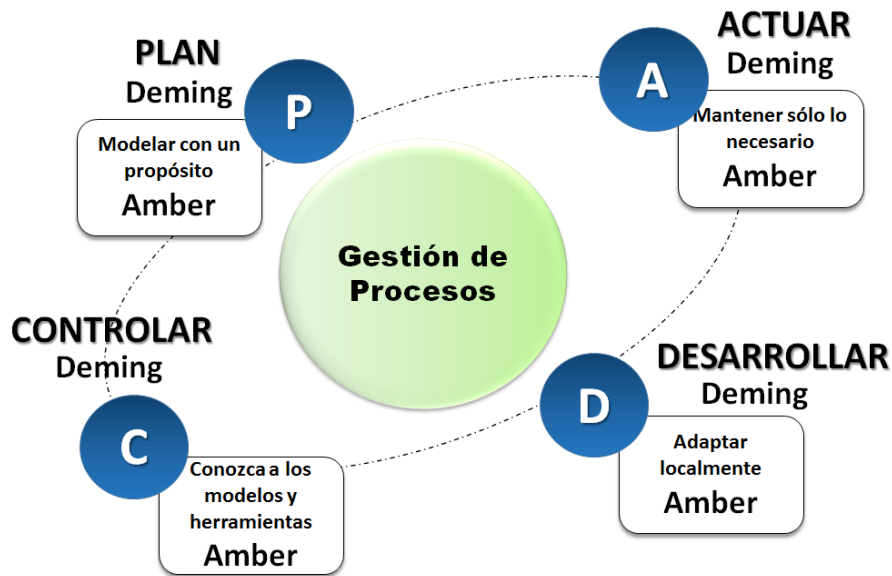 PLAN
Deming
P
Modelar con un
propósito
Amber
ACTUAR
Deming
A
Mantener sólo lo
necesario
Amber
Gestión de
Procesos
CONTROLAR
Deming
C
Conozca a los
modelos y
herramientas
Amber
DESARROLLAR
Deming
D
Adaptar
localmente
Amber